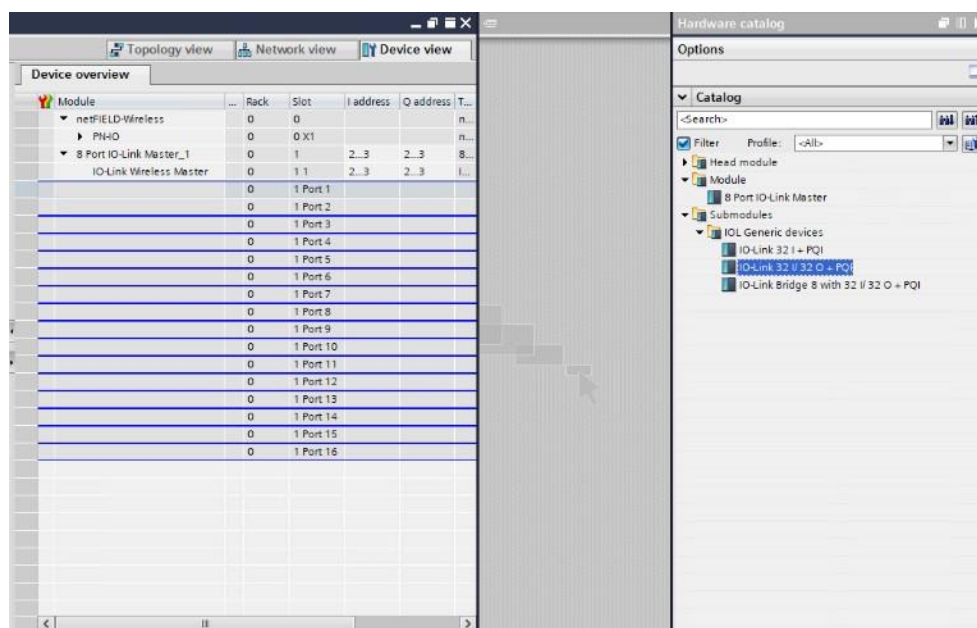 Topology view Network view Device view
Device overview
Module ... Rack Slot I address Q address T...
netFIELD-Wireless 0 0 n...
PN-IO 0 0 X1 n...
8 Port IO-Link Master_1 0 1 2...3 2...3 8...
IO-Link Wireless Master 0 1 1 2...3 2...3 I...
0 1 Port 1
0 1 Port 2
0 1 Port 3
0 1 Port 4
0 1 Port 5
0 1 Port 6
0 1 Port 7
0 1 Port 8
0 1 Port 9
0 1 Port 10
0 1 Port 11
0 1 Port 12
0 1 Port 13
0 1 Port 14
0 1 Port 15
0 1 Port 16
Hardware catalog
Options
Catalog
<Search>
Filter Profile: <All>
Head module
Module
8 Port IO-Link Master
Submodules
IOL Generic devices
IO-Link 32 I + PQI
IO-Link 32 I/ 32 O + PQI
IO-Link Bridge 8 with 32 I/ 32 O + PQI